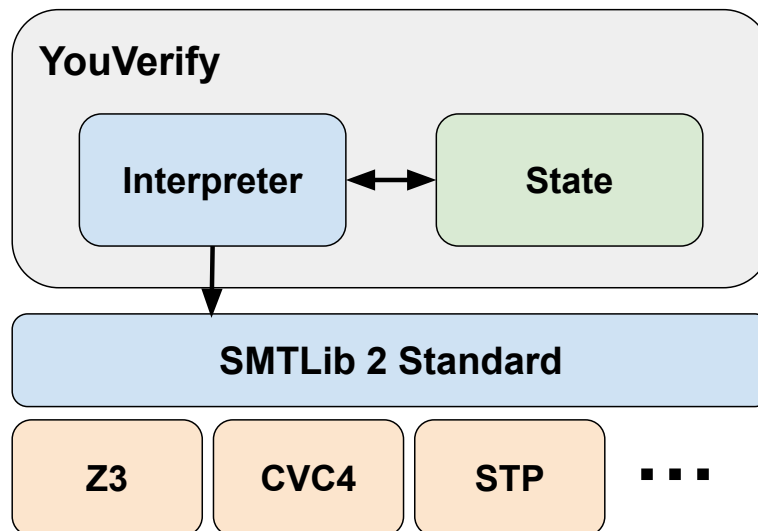 YouVerify
Interpreter
State
SMTLib 2 Standard
Z3
CVC4
STP
...